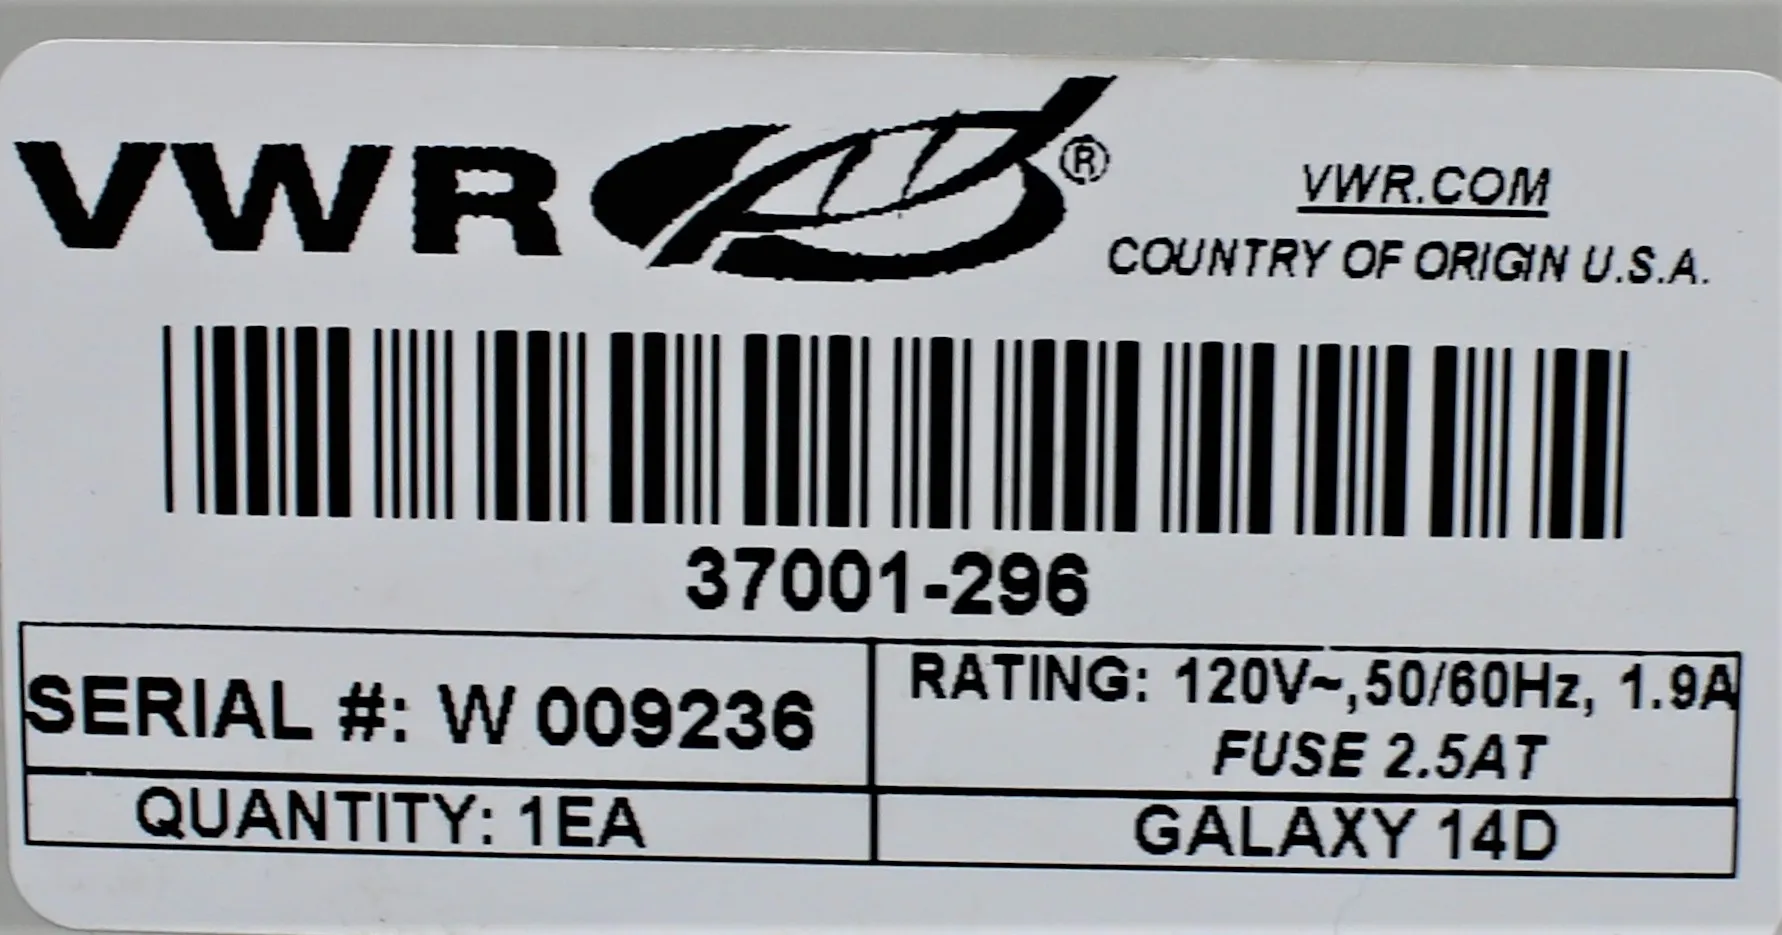 VWR ®
VWR.COM
COUNTRY OF ORIGIN U.S.A.
37001-296
SERIAL #: W 009236
RATING: 120V~,50/60Hz, 1.9A
FUSE 2.5AT
QUANTITY: 1EA
GALAXY 14D